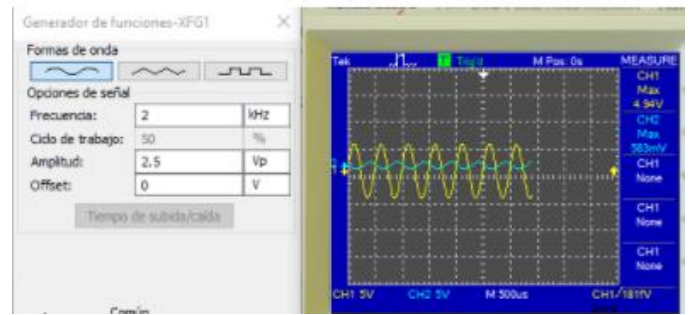 Generador de funciones-XFG1
Formas de onda
Opciones de señal
Frecuencia: 2 kHz
Ciclo de trabajo: 50 %
Amplitud: 2.5 Vp
Offset: 0 V
Tiempo de subida/caída
Común
Tek Trig'd M Pos: 0s MEASURE
CH1
Max
4.94V
CH2
Max
583mV
CH1
None
CH1
None
CH1
None
CH1 5V CH2 5V M 500us CH1/